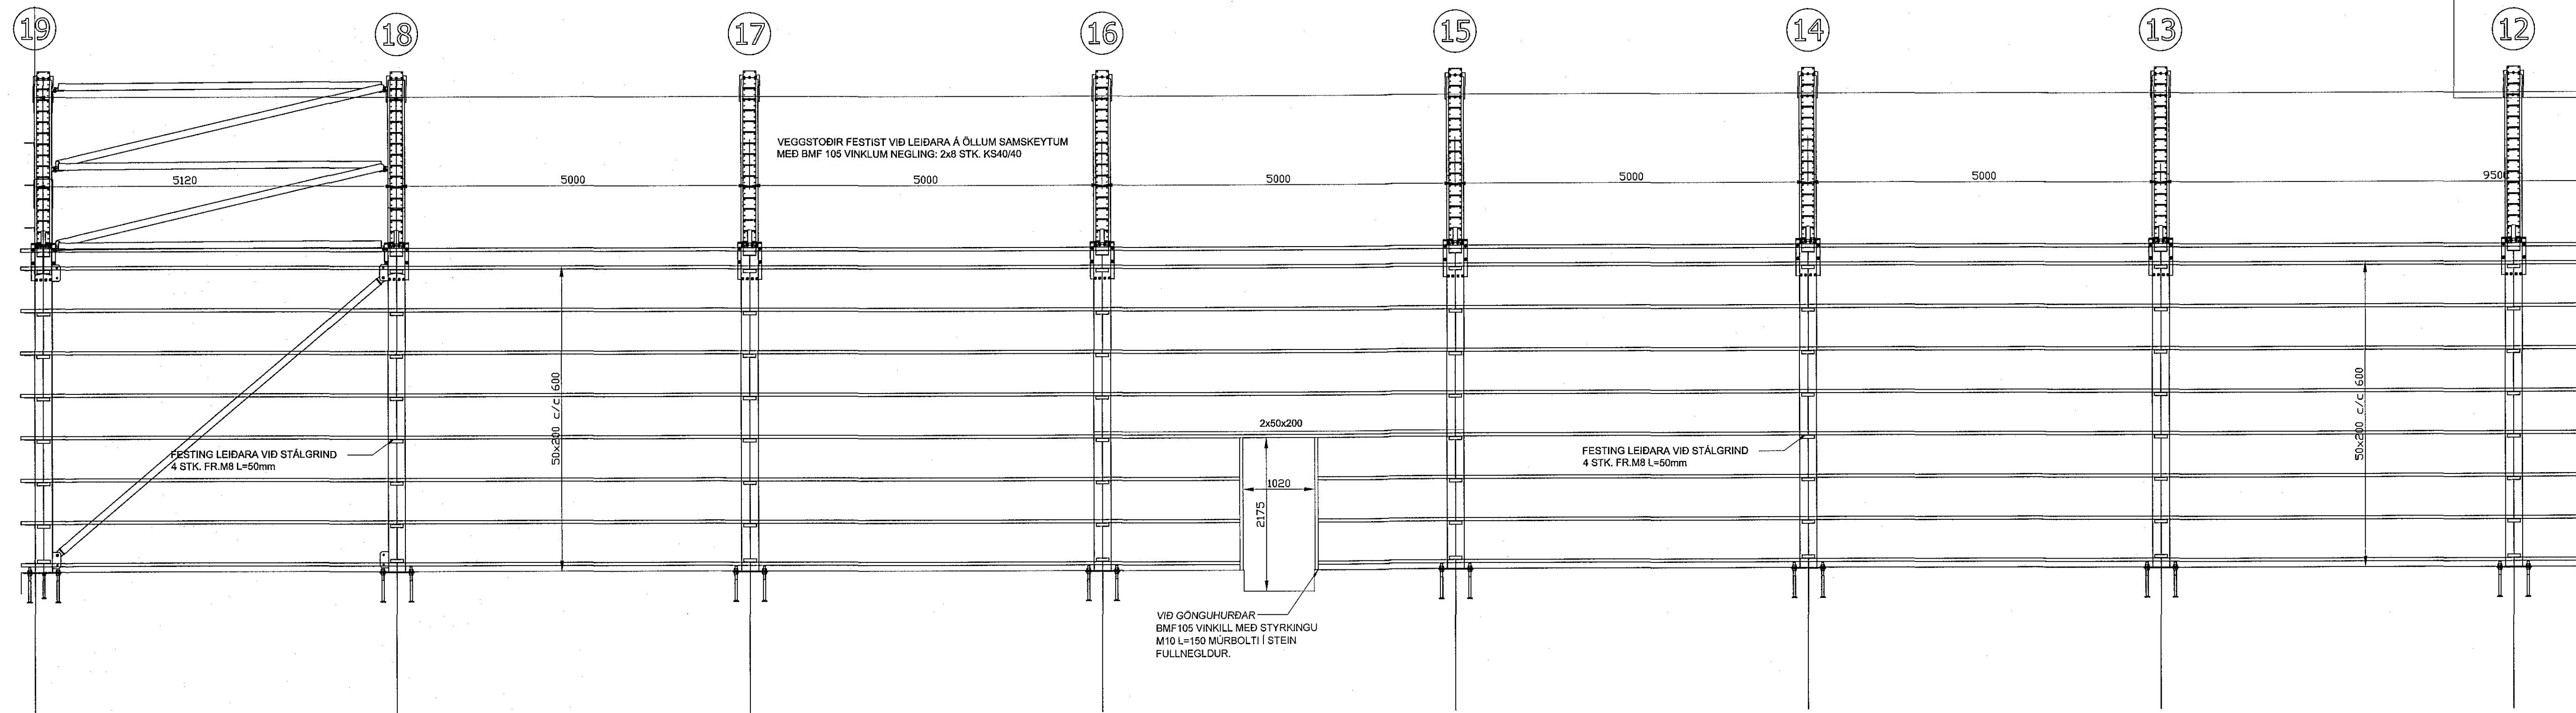 19
18
17
16
15
14
13
12
VEGGSTOÐIR FESTIST VIÐ LEIÐARA Á ÖLLUM SAMSKEYTUM
MEÐ BMF 105 VINKLUM NEGLING: 2x8 STK. KS40/40
5120
5000
5000
5000
5000
5000
9500
50x200 c/c 600
50x200 c/c 600
2x50x200
FESTING LEIÐARA VIÐ STÁLGRIND
4 STK. FR.M8 L=50mm
FESTING LEIÐARA VIÐ STÁLGRIND
4 STK. FR.M8 L=50mm
1020
2175
VIÐ GÖNGUHURÐAR
BMF105 VINKILL MEÐ STYRKINGU
M10 L=150 MÚRBOLTI Í STEIN
FULLNEGLDUR.